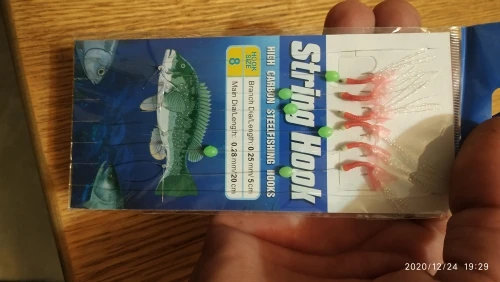 String Hook
HIGH CARBON STEELFISHING HOOKS
HOOK SIZE
8
Branch Dia/Length: 0.25mm/5cm
Main Dia/Length: 0.28mm/20cm
2020/12/24 19:29